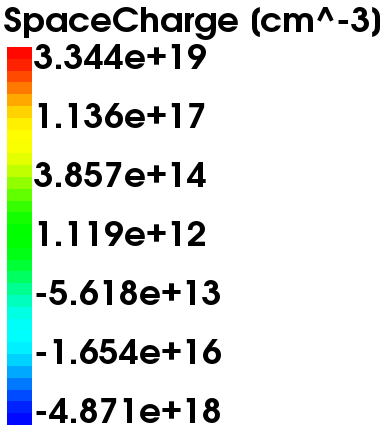 SpaceCharge (cm^-3)
3.344e+19
1.136e+17
3.857e+14
1.119e+12
-5.618e+13
-1.654e+16
-4.871e+18